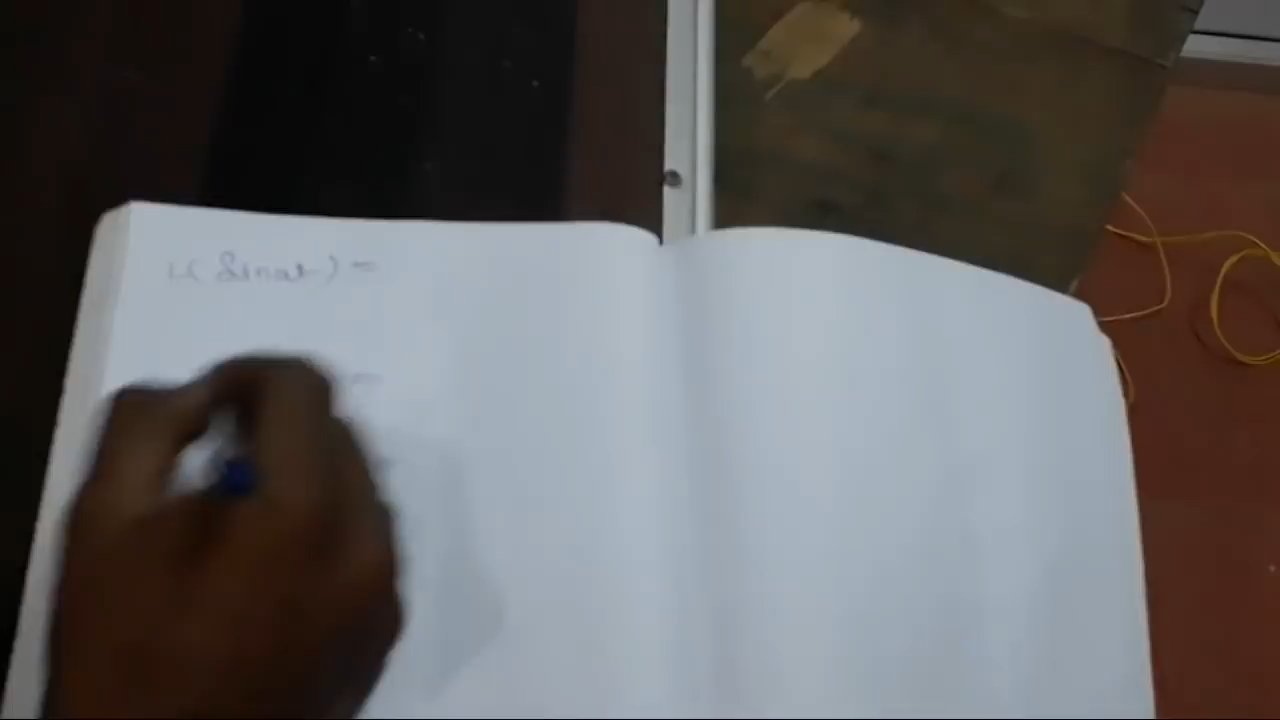 L( Sinat ) =
=